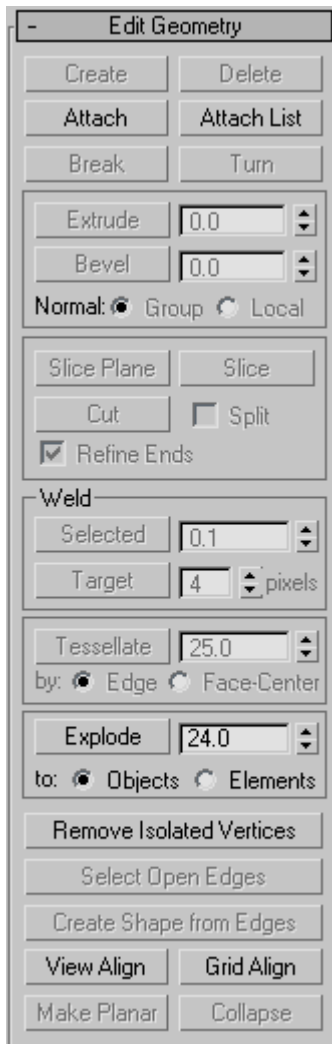 - Edit Geometry
Create Delete
Attach Attach List
Break Turn
Extrude 0.0
Bevel 0.0
Normal: Group Local
Slice Plane Slice
Cut Split
Refine Ends
Weld
Selected 0.1
Target 4 pixels
Tessellate 25.0
by: Edge Face-Center
Explode 24.0
to: Objects Elements
Remove Isolated Vertices
Select Open Edges
Create Shape from Edges
View Align Grid Align
Make Planar Collapse